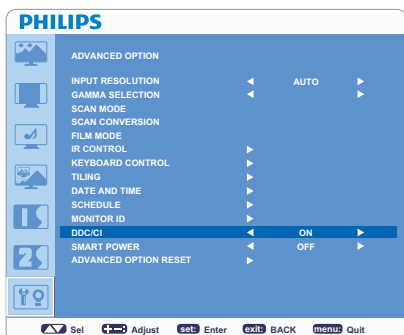 PHILIPS
ADVANCED OPTION
INPUT RESOLUTION AUTO
GAMMA SELECTION
SCAN MODE
SCAN CONVERSION
FILM MODE
IR CONTROL
KEYBOARD CONTROL
TILING
DATE AND TIME
SCHEDULE
MONITOR ID
DDC/CI ON
SMART POWER OFF
ADVANCED OPTION RESET
Sel Adjust set: Enter exit: BACK menu: Quit